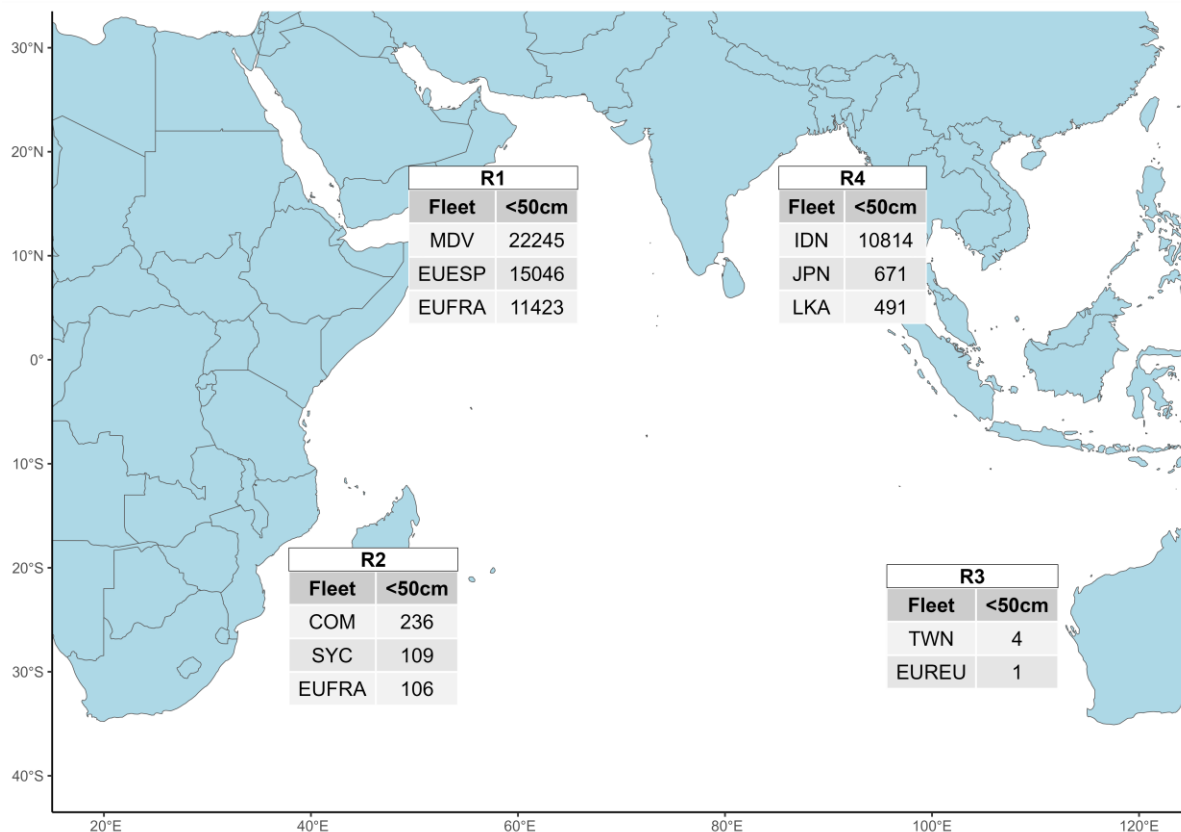 30°N
20°N
10°N
0°
10°S
20°S
30°S
40°S
R1
Fleet <50cm
MDV 22245
EUESP 15046
EUFRA 11423
R4
Fleet <50cm
IDN 10814
JPN 671
LKA 491
R2
Fleet <50cm
COM 236
SYC 109
EUFRA 106
R3
Fleet <50cm
TWN 4
EUREU 1
20°E 40°E 60°E 80°E 100°E 120°E